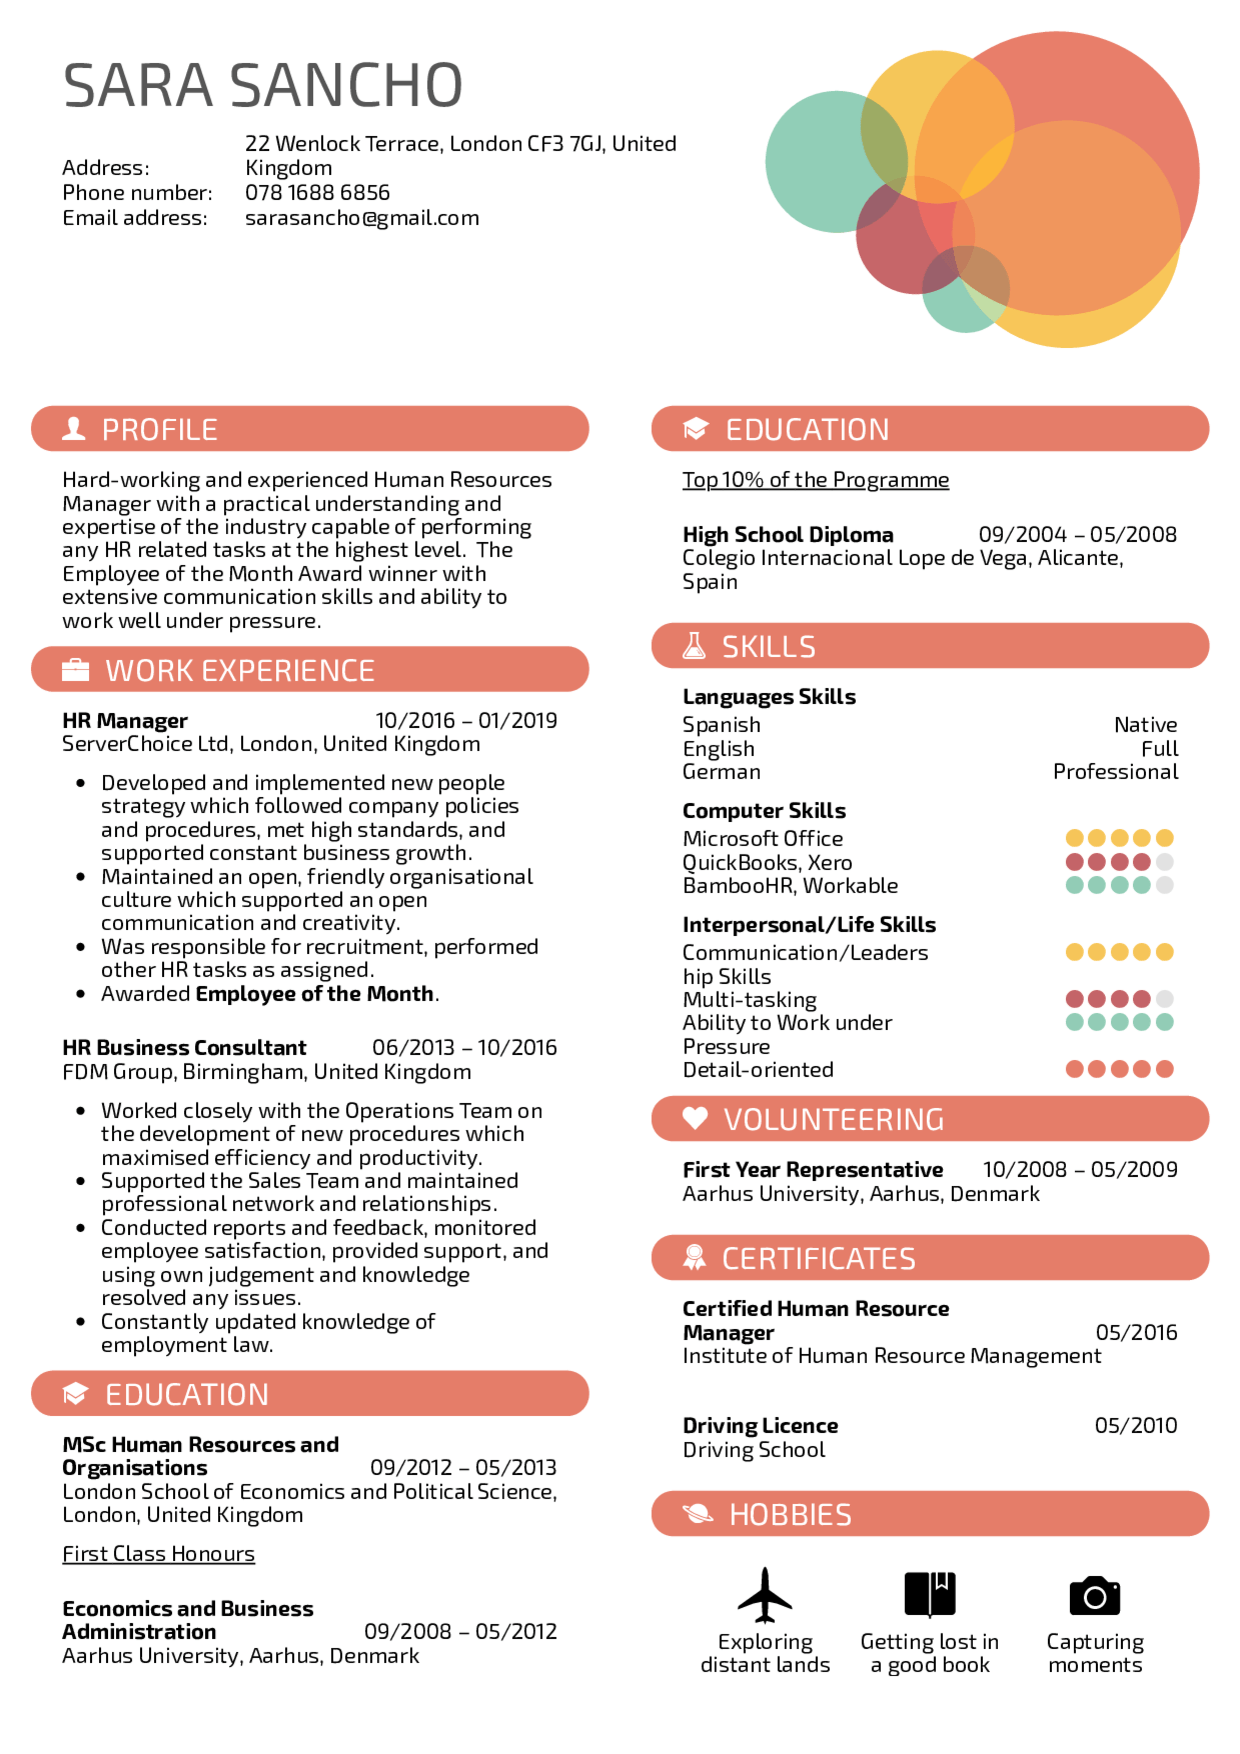 SARA SANCHO
22 Wenlock Terrace, London CF3 7GJ, United
Address: Kingdom
Phone number: 078 1688 6856
Email address: sarasancho@gmail.com
PROFILE
Hard-working and experienced Human Resources
Manager with a practical understanding and
expertise of the industry capable of performing
any HR related tasks at the highest level.  The
Employee of the Month Award winner with
extensive communication skills and ability to
work well under pressure.
WORK EXPERIENCE
HR Manager 10/2016 – 01/2019
ServerChoice Ltd, London, United Kingdom
• Developed and implemented new people
strategy which followed company policies
and procedures, met high standards, and
supported constant business growth.
• Maintained an open, friendly organisational
culture which supported an open
communication and creativity.
• Was responsible for recruitment, performed
other HR tasks as assigned.
• Awarded Employee of the Month.
HR Business Consultant 06/2013 – 10/2016
FDM Group, Birmingham, United Kingdom
• Worked closely with the Operations Team on
the development of new procedures which
maximised efficiency and productivity.
• Supported the Sales Team and maintained
professional network and relationships.
• Conducted reports and feedback, monitored
employee satisfaction, provided support, and
using own judgement and knowledge
resolved any issues.
• Constantly updated knowledge of
employment law.
EDUCATION
MSc Human Resources and
Organisations 09/2012 – 05/2013
London School of Economics and Political Science,
London, United Kingdom
First Class Honours
Economics and Business
Administration 09/2008 – 05/2012
Aarhus University, Aarhus, Denmark
EDUCATION
Top 10% of the Programme
High School Diploma 09/2004 – 05/2008
Colegio Internacional Lope de Vega, Alicante,
Spain
SKILLS
Languages Skills
Spanish Native
English Full
German Professional
Computer Skills
Microsoft Office
QuickBooks, Xero
BambooHR, Workable
Interpersonal/Life Skills
Communication/Leaders
hip Skills
Multi-tasking
Ability to Work under
Pressure
Detail-oriented
VOLUNTEERING
First Year Representative 10/2008 – 05/2009
Aarhus University, Aarhus, Denmark
CERTIFICATES
Certified Human Resource
Manager 05/2016
Institute of Human Resource Management
Driving Licence 05/2010
Driving School
HOBBIES
Exploring
distant lands
Getting lost in
a good book
Capturing
moments